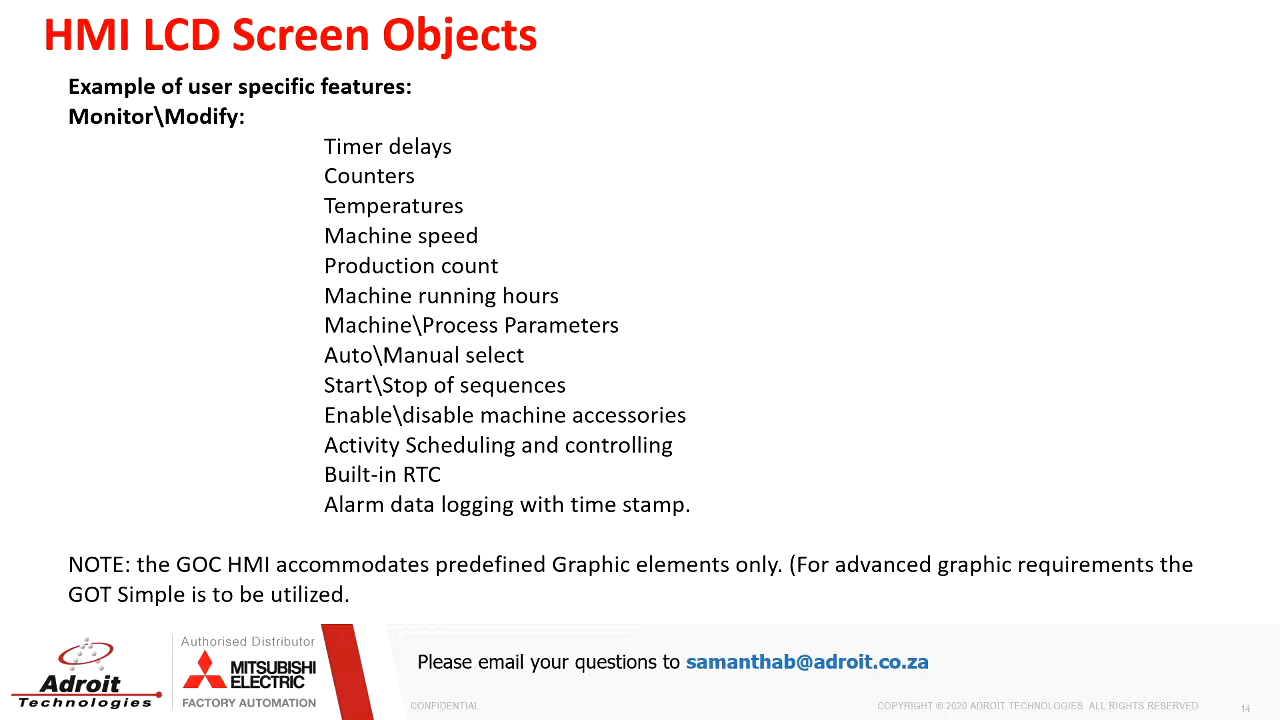 HMI LCD Screen Objects
Example of user specific features:
Monitor\Modify:
Timer delays
Counters
Temperatures
Machine speed
Production count
Machine running hours
Machine\Process Parameters
Auto\Manual select
Start\Stop of sequences
Enable\disable machine accessories
Activity Scheduling and controlling
Built-in RTC
Alarm data logging with time stamp.
NOTE: the GOC HMI accommodates predefined Graphic elements only. (For advanced graphic requirements the
GOT Simple is to be utilized.
Adroit
Technologies
Authorised Distributor
MITSUBISHI
ELECTRIC
FACTORY AUTOMATION
Please email your questions to samanthab@adroit.co.za
CONFIDENTIAL
COPYRIGHT © 2020 ADROIT TECHNOLOGIES. ALL RIGHTS RESERVED
14